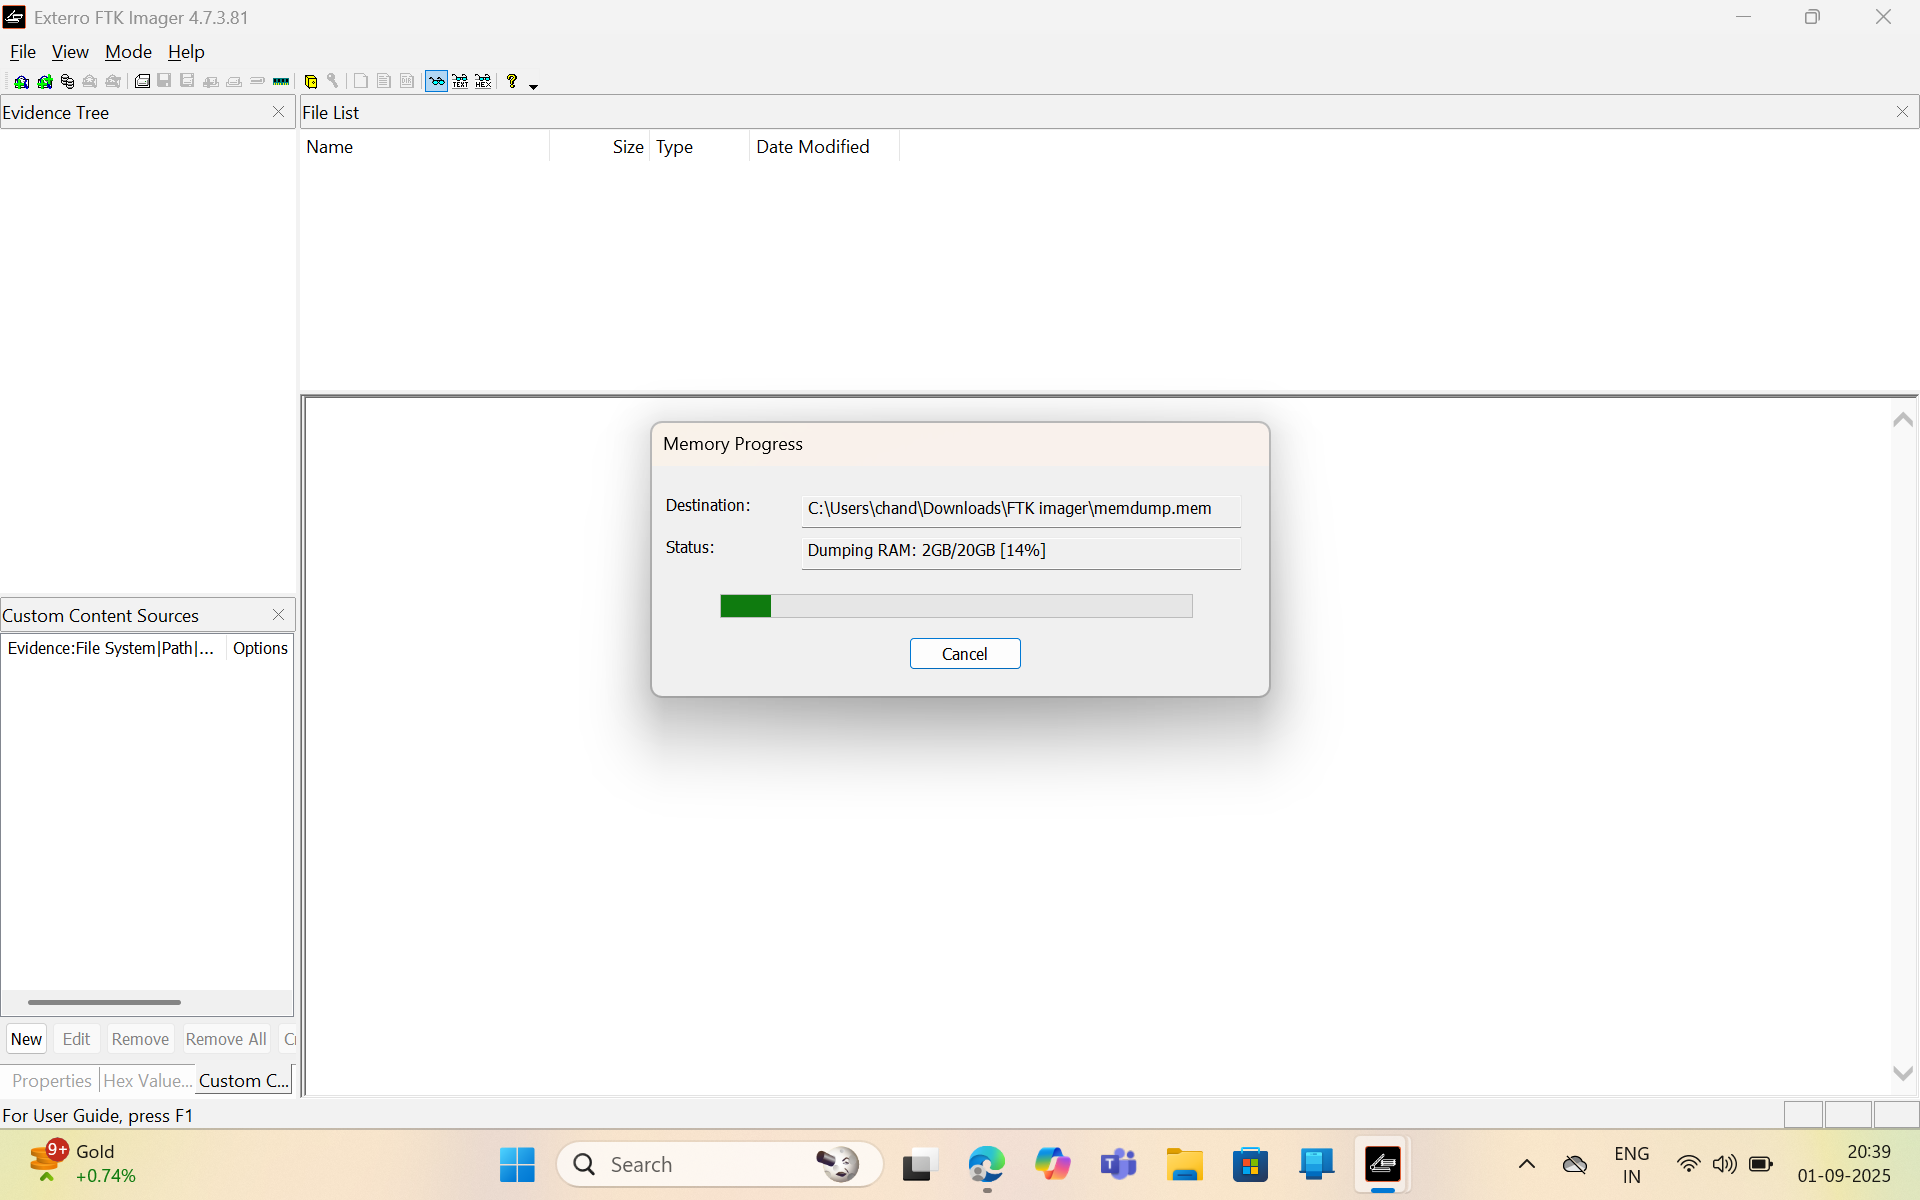 Exterro FTK Imager 4.7.3.81
File View Mode Help
TEXT HEX
Evidence Tree
File List
Name Size Type Date Modified
Memory Progress
Destination: C:\Users\chand\Downloads\FTK imager\memdump.mem
Status: Dumping RAM: 2GB/20GB [14%]
Cancel
Custom Content Sources
Evidence:File System|Path|... Options
New Edit Remove Remove All
Properties Hex Value... Custom C...
For User Guide, press F1
9+ Gold
+0.74%
Search
ENG
IN
20:39
01-09-2025